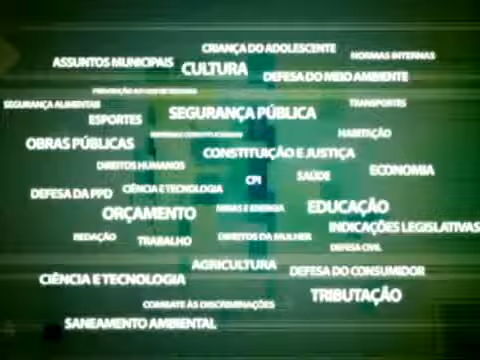 CRIANÇA DO ADOLESCENTE
NORMAS INTERNAS
ASSUNTOS MUNICIPAIS
CULTURA
DEFESA DO MEIO AMBIENTE
SEGURANÇA ALIMENTAR
TRANSPORTES
SEGURANÇA PÚBLICA
ESPORTES
HABITAÇÃO
OBRAS PÚBLICAS
CONSTITUIÇÃO E JUSTIÇA
DIREITOS HUMANOS
ECONOMIA
SAÚDE
CPI
DEFESA DA PPD
CIÊNCIA E TECNOLOGIA
ORÇAMENTO
MINAS E ENERGIA
EDUCAÇÃO
INDICAÇÕES LEGISLATIVAS
REDAÇÃO
TRABALHO
DIREITOS DA MULHER
DEFESA CIVIL
AGRICULTURA
DEFESA DO CONSUMIDOR
CIÊNCIA E TECNOLOGIA
TRIBUTAÇÃO
COMBATE ÀS DISCRIMINAÇÕES
SANEAMENTO AMBIENTAL